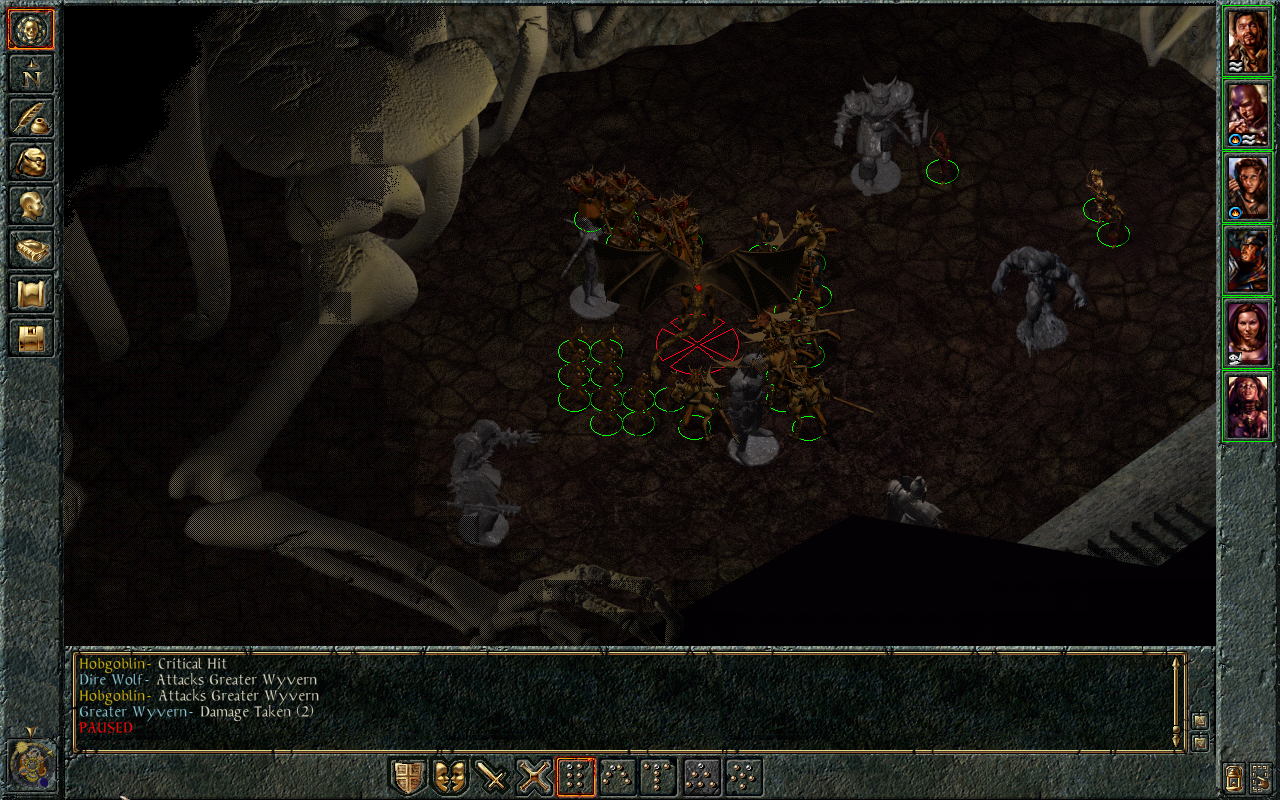 N
Hobgoblin- Critical Hit
Dire Wolf- Attacks Greater Wyvern
Hobgoblin- Attacks Greater Wyvern
Greater Wyvern- Damage Taken (2)
PAUSED